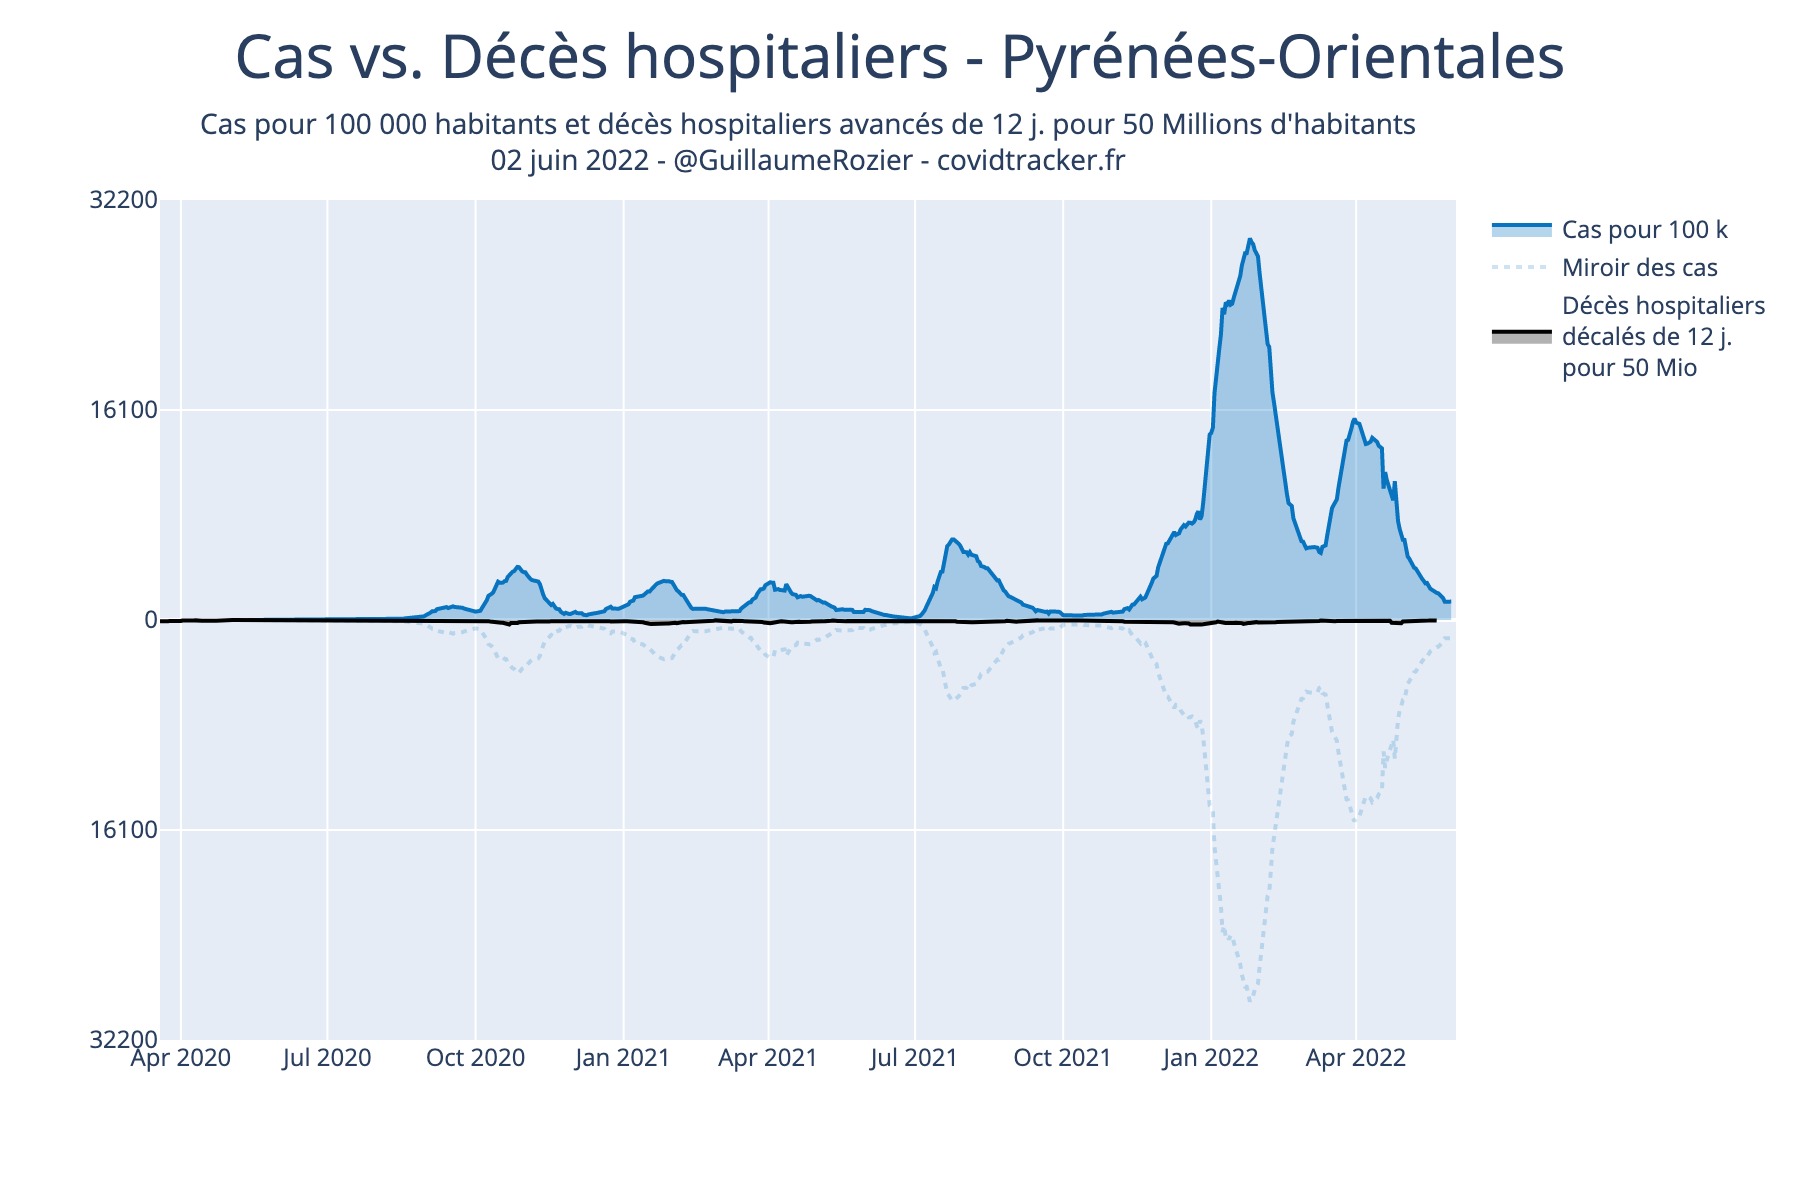 Cas vs. Décès hospitaliers - Pyrénées-Orientales
Cas pour 100 000 habitants et décès hospitaliers avancés de 12 j. pour 50 Millions d'habitants
02 juin 2022 - @GuillaumeRozier - covidtracker.fr
32200
16100
0
16100
32200
Apr 2020
Jul 2020
Oct 2020
Jan 2021
Apr 2021
Jul 2021
Oct 2021
Jan 2022
Apr 2022
Cas pour 100 k
Miroir des cas
Décès hospitaliers
décalés de 12 j.
pour 50 Mio